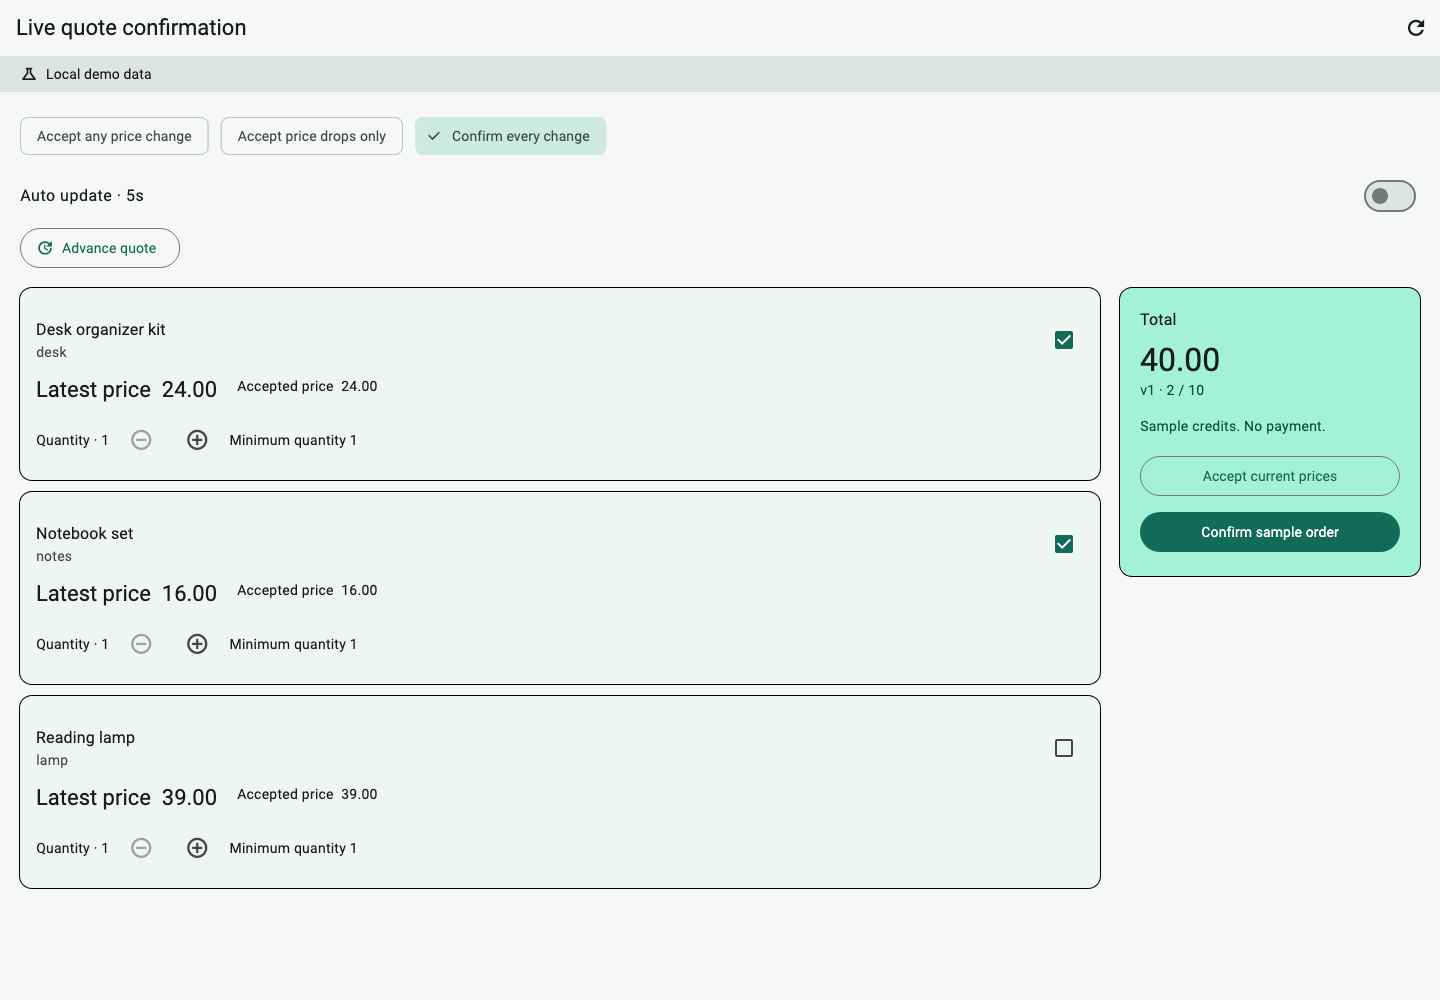 Live quote confirmation
Local demo data
Accept any price change
Accept price drops only
Confirm every change
Auto update · 5s
Advance quote
Desk organizer kit
desk
Latest price 24.00 Accepted price 24.00
Quantity · 1 Minimum quantity 1
Notebook set
notes
Latest price 16.00 Accepted price 16.00
Quantity · 1 Minimum quantity 1
Reading lamp
lamp
Latest price 39.00 Accepted price 39.00
Quantity · 1 Minimum quantity 1
Total
40.00
v1 · 2 / 10
Sample credits. No payment.
Accept current prices
Confirm sample order